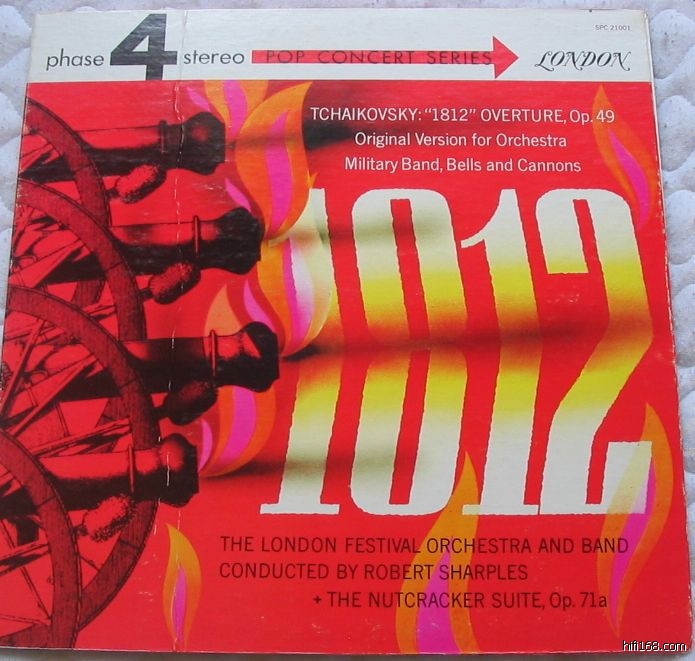 SPC 21001
phase 4 stereo POP CONCERT SERIES LONDON
TCHAIKOVSKY: "1812" OVERTURE, Op. 49
Original Version for Orchestra
Military Band, Bells and Cannons
1812
THE LONDON FESTIVAL ORCHESTRA AND BAND
CONDUCTED BY ROBERT SHARPLES
+ THE NUTCRACKER SUITE, Op. 71a
hifi168.com